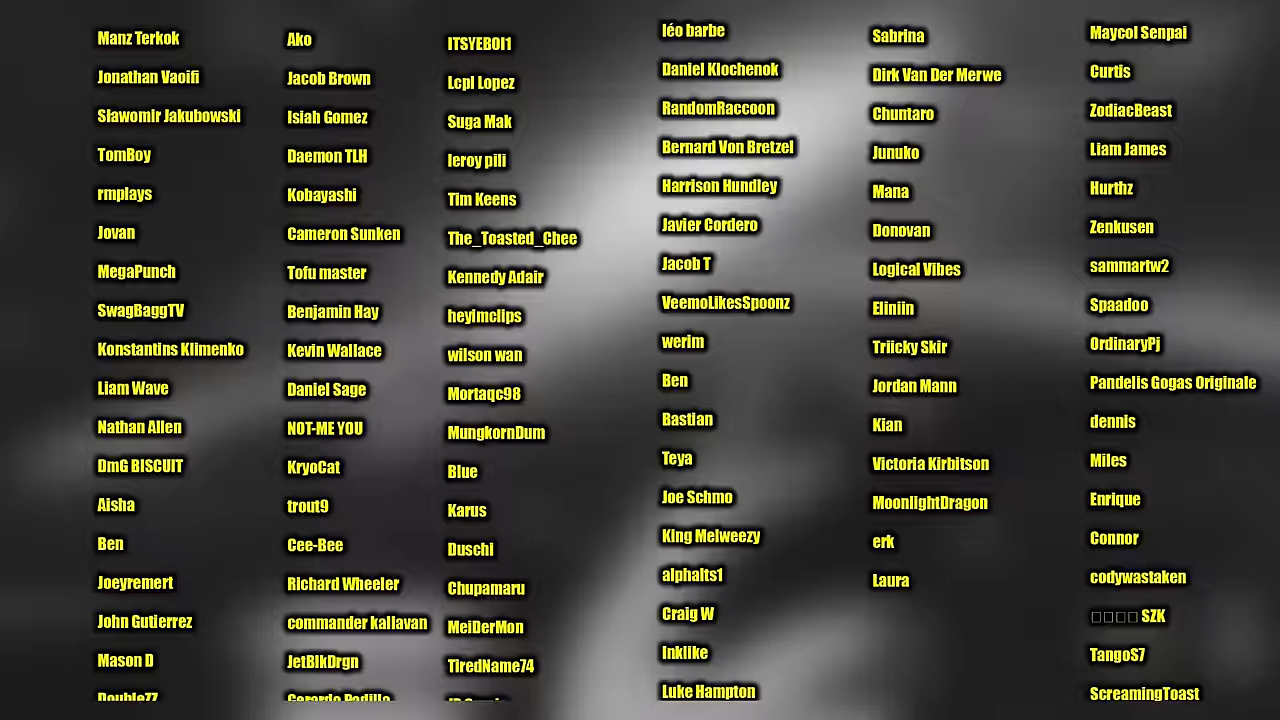 Manz Terkok
Jonathan Vaoifi
Sławomir Jakubowski
TomBoy
rmplays
Jovan
MegaPunch
SwagBaggTV
Konstantins Klimenko
Liam Wave
Nathan Allen
DmG BISCUIT
Aisha
Ben
Joeyremert
John Gutierrez
Mason D
Double77
Ako
Jacob Brown
Isiah Gomez
Daemon TLH
Kobayashi
Cameron Sunken
Tofu master
Benjamin Hay
Kevin Wallace
Daniel Sage
NOT-ME YOU
KryoCat
trout9
Cee-Bee
Richard Wheeler
commander kallavan
JetBlkDrgn
Gerardo Padilla
ITSYEBOI1
Lcpl Lopez
Suga Mak
leroy pili
Tim Keens
The_Toasted_Chee
Kennedy Adair
heyimclips
wilson wan
Mortaqc98
MungkornDum
Blue
Karus
Duschi
Chupamaru
MeiDerMon
TiredName74
léo barbe
Daniel Klochenok
RandomRaccoon
Bernard Von Bretzel
Harrison Hundley
Javier Cordero
Jacob T
VeemoLikesSpoonz
werim
Ben
Bastian
Teya
Joe Schmo
King Melweezy
alphalts1
Craig W
Inklike
Luke Hampton
Sabrina
Dirk Van Der Merwe
Chuntaro
Junuko
Mana
Donovan
Logical Vibes
Eliniin
Triicky Skir
Jordan Mann
Kian
Victoria Kirbitson
MoonlightDragon
erk
Laura
Maycol Senpai
Curtis
ZodiacBeast
Liam James
Hurthz
Zenkusen
sammartw2
Spaadoo
OrdinaryPj
Pandelis Gogas Originale
dennis
Miles
Enrique
Connor
codywastaken
SZK
TangoS7
ScreamingToast